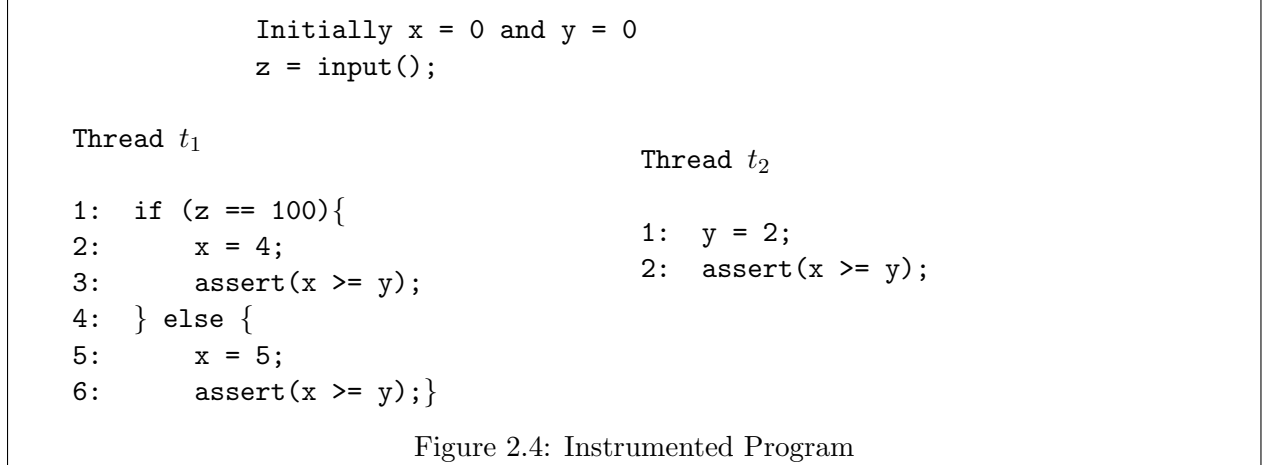 Initially x = 0 and y = 0
z = input();
Thread t1
1: if (z == 100){
2: x = 4;
3: assert(x >= y);
4: } else {
5: x = 5;
6: assert(x >= y);}
Thread t2
1: y = 2;
2: assert(x >= y);
Figure 2.4: Instrumented Program